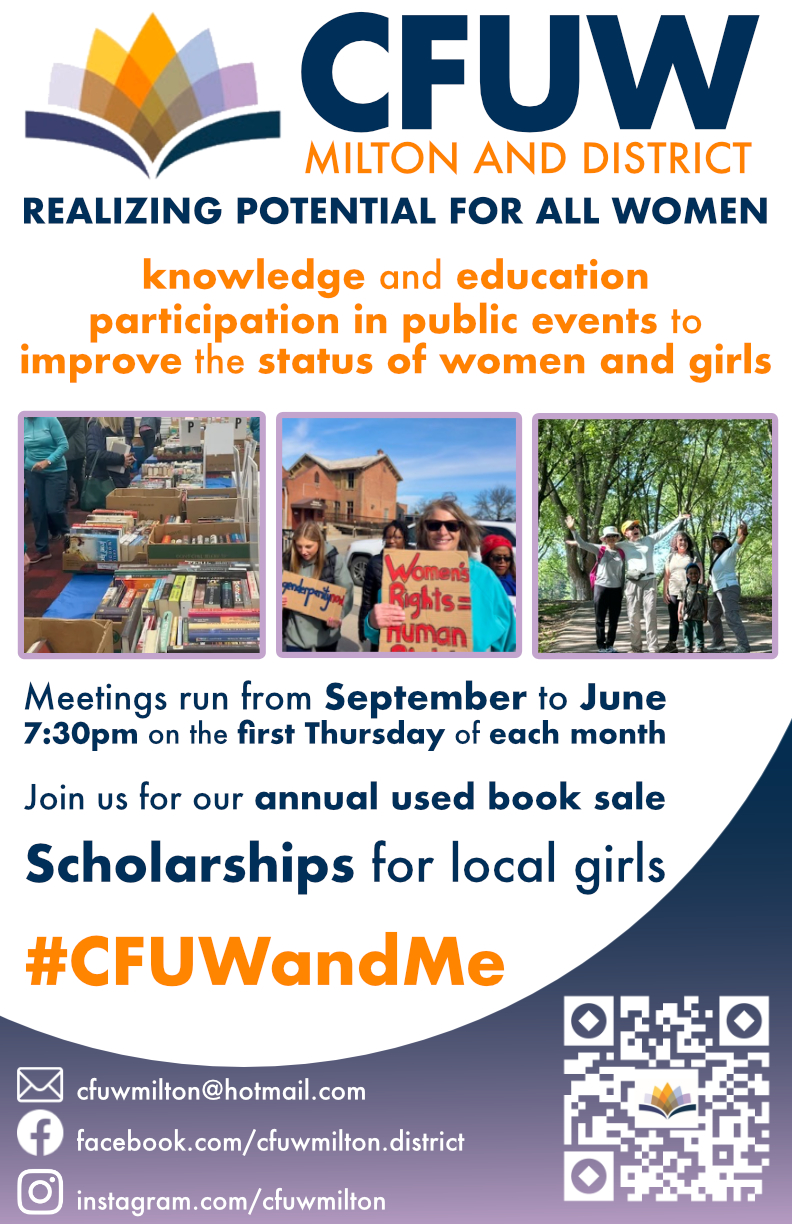 CFUW
MILTON AND DISTRICT
REALIZING POTENTIAL FOR ALL WOMEN
knowledge and education
participation in public events to
improve the status of women and girls
P
P
genderparitynow
Women's
Rights =
Human
Meetings run from September to June
7:30pm on the first Thursday of each month
Join us for our annual used book sale
Scholarships for local girls
#CFUWandMe
cfuwmilton@hotmail.com
facebook.com/cfuwmilton.district
instagram.com/cfuwmilton